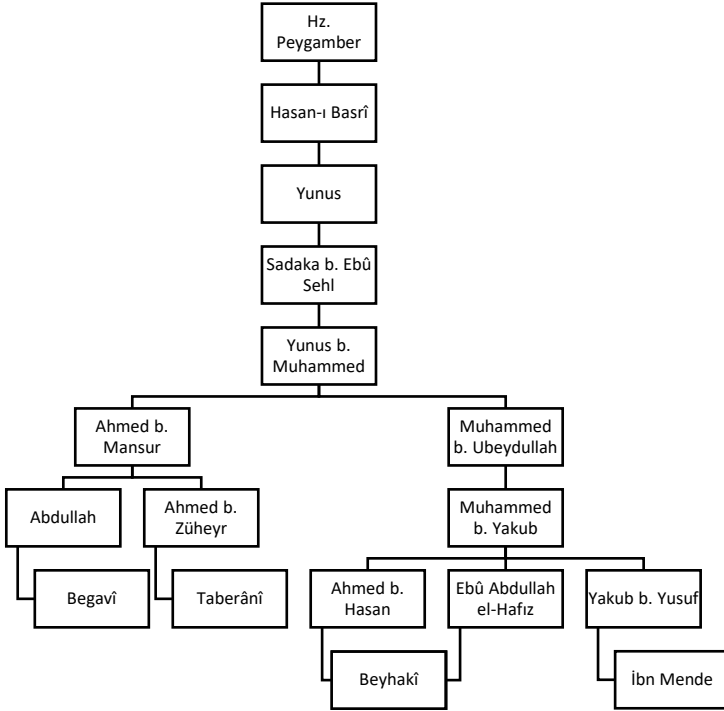 Hz.
Peygamber
Hasan-ı Basrî
Yunus
Sadaka b. Ebû
Sehl
Yunus b.
Muhammed
Ahmed b.
Mansur
Muhammed
b. Ubeydullah
Abdullah
Ahmed b.
Züheyr
Muhammed
b. Yakub
Begavî
Taberânî
Ahmed b.
Hasan
Ebû Abdullah
el-Hafız
Yakub b. Yusuf
Beyhakî
İbn Mende